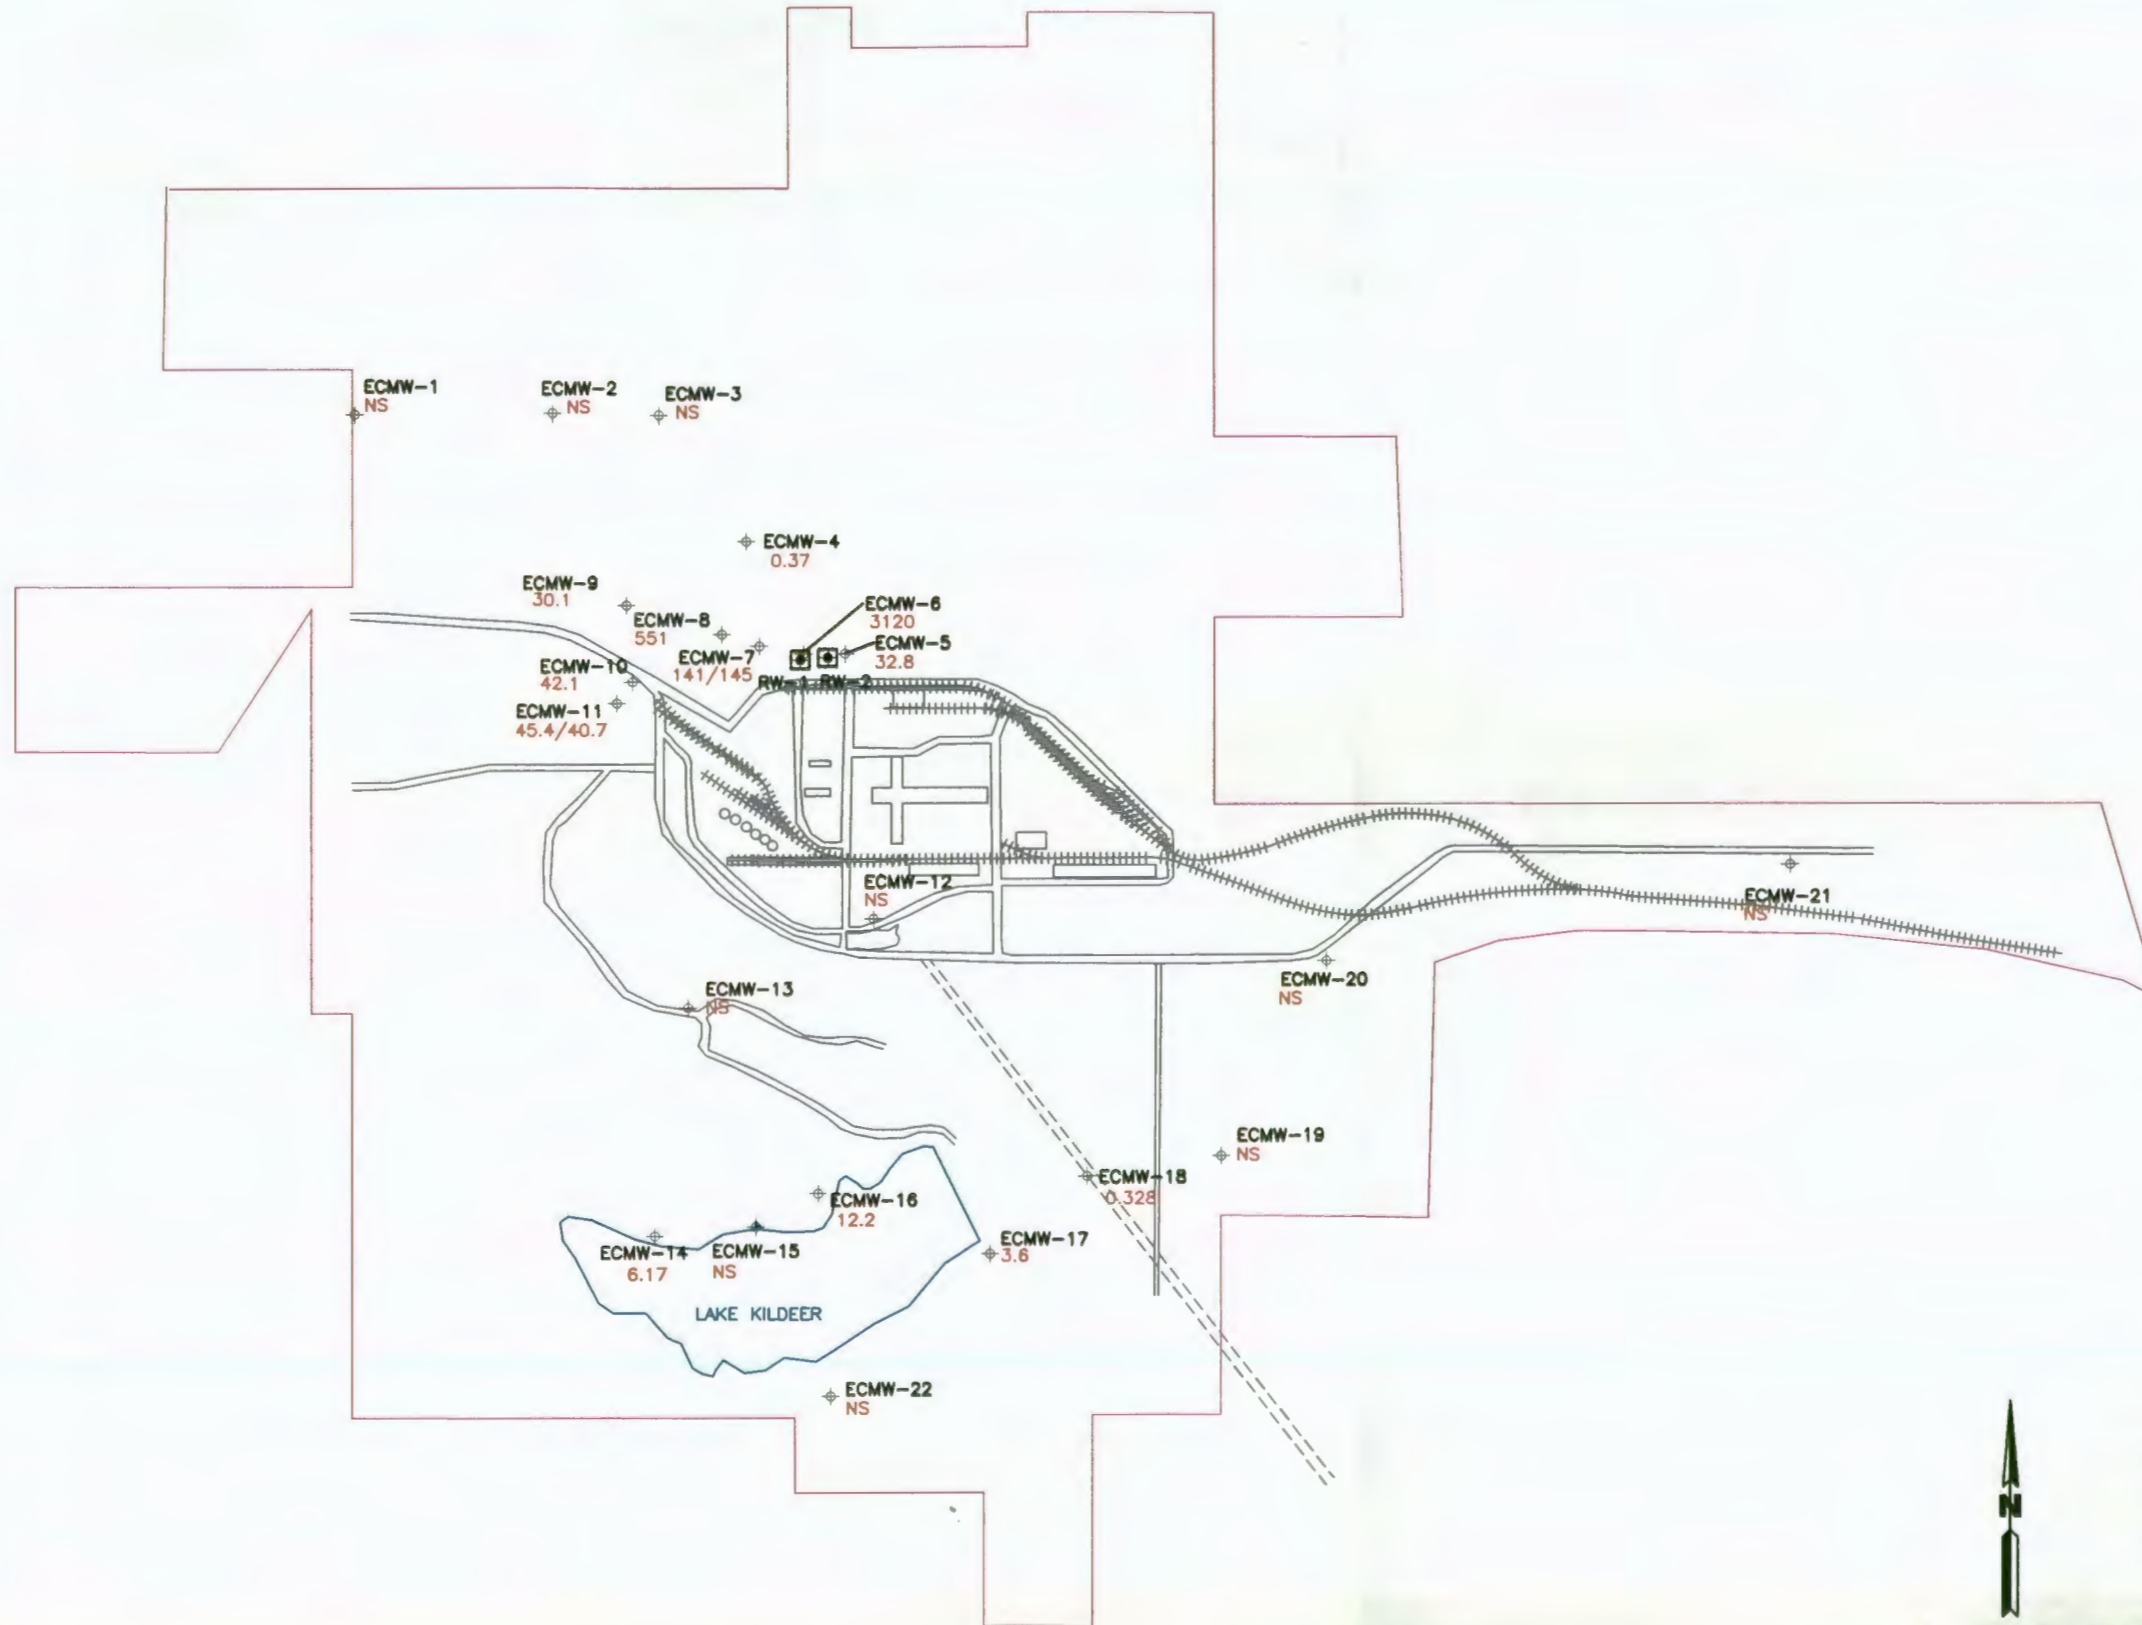 ECMW-1
NS
ECMW-2
NS
ECMW-3
NS
ECMW-4
0.37
ECMW-9
30.1
ECMW-6
3120
ECMW-8
551
ECMW-5
32.8
ECMW-7
141/145
ECMW-10
42.1
RW-1
RW-2
ECMW-11
45.4/40.7
ECMW-12
NS
ECMW-21
NS
ECMW-20
NS
ECMW-13
NS
ECMW-19
NS
ECMW-18
0.328
ECMW-16
12.2
ECMW-17
3.6
ECMW-14
6.17
ECMW-15
NS
LAKE KILDEER
ECMW-22
NS
N